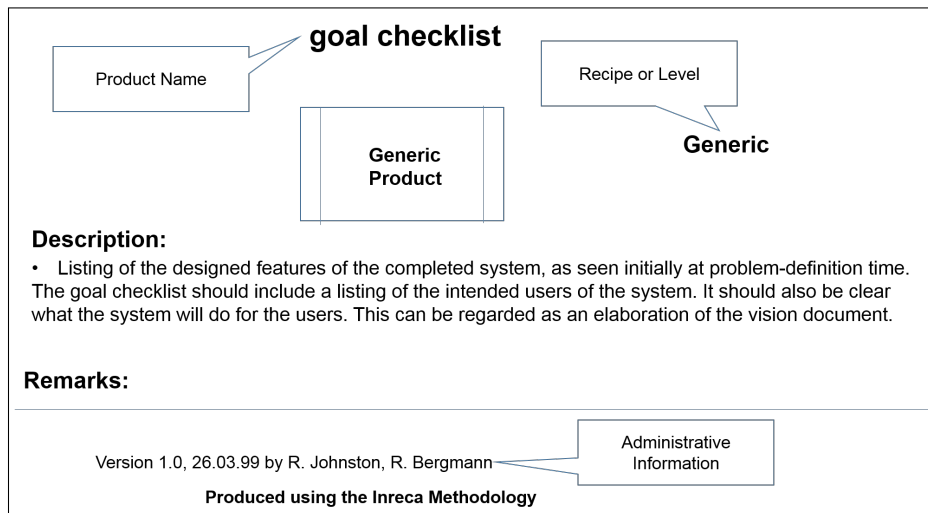 goal checklist
Product Name
Recipe or Level
Generic
Generic
Product
Description:
• Listing of the designed features of the completed system, as seen initially at problem-definition time.
The goal checklist should include a listing of the intended users of the system. It should also be clear
what the system will do for the users. This can be regarded as an elaboration of the vision document.
Remarks:
Administrative
Information
Version 1.0, 26.03.99 by R. Johnston, R. Bergmann
Produced using the Inreca Methodology